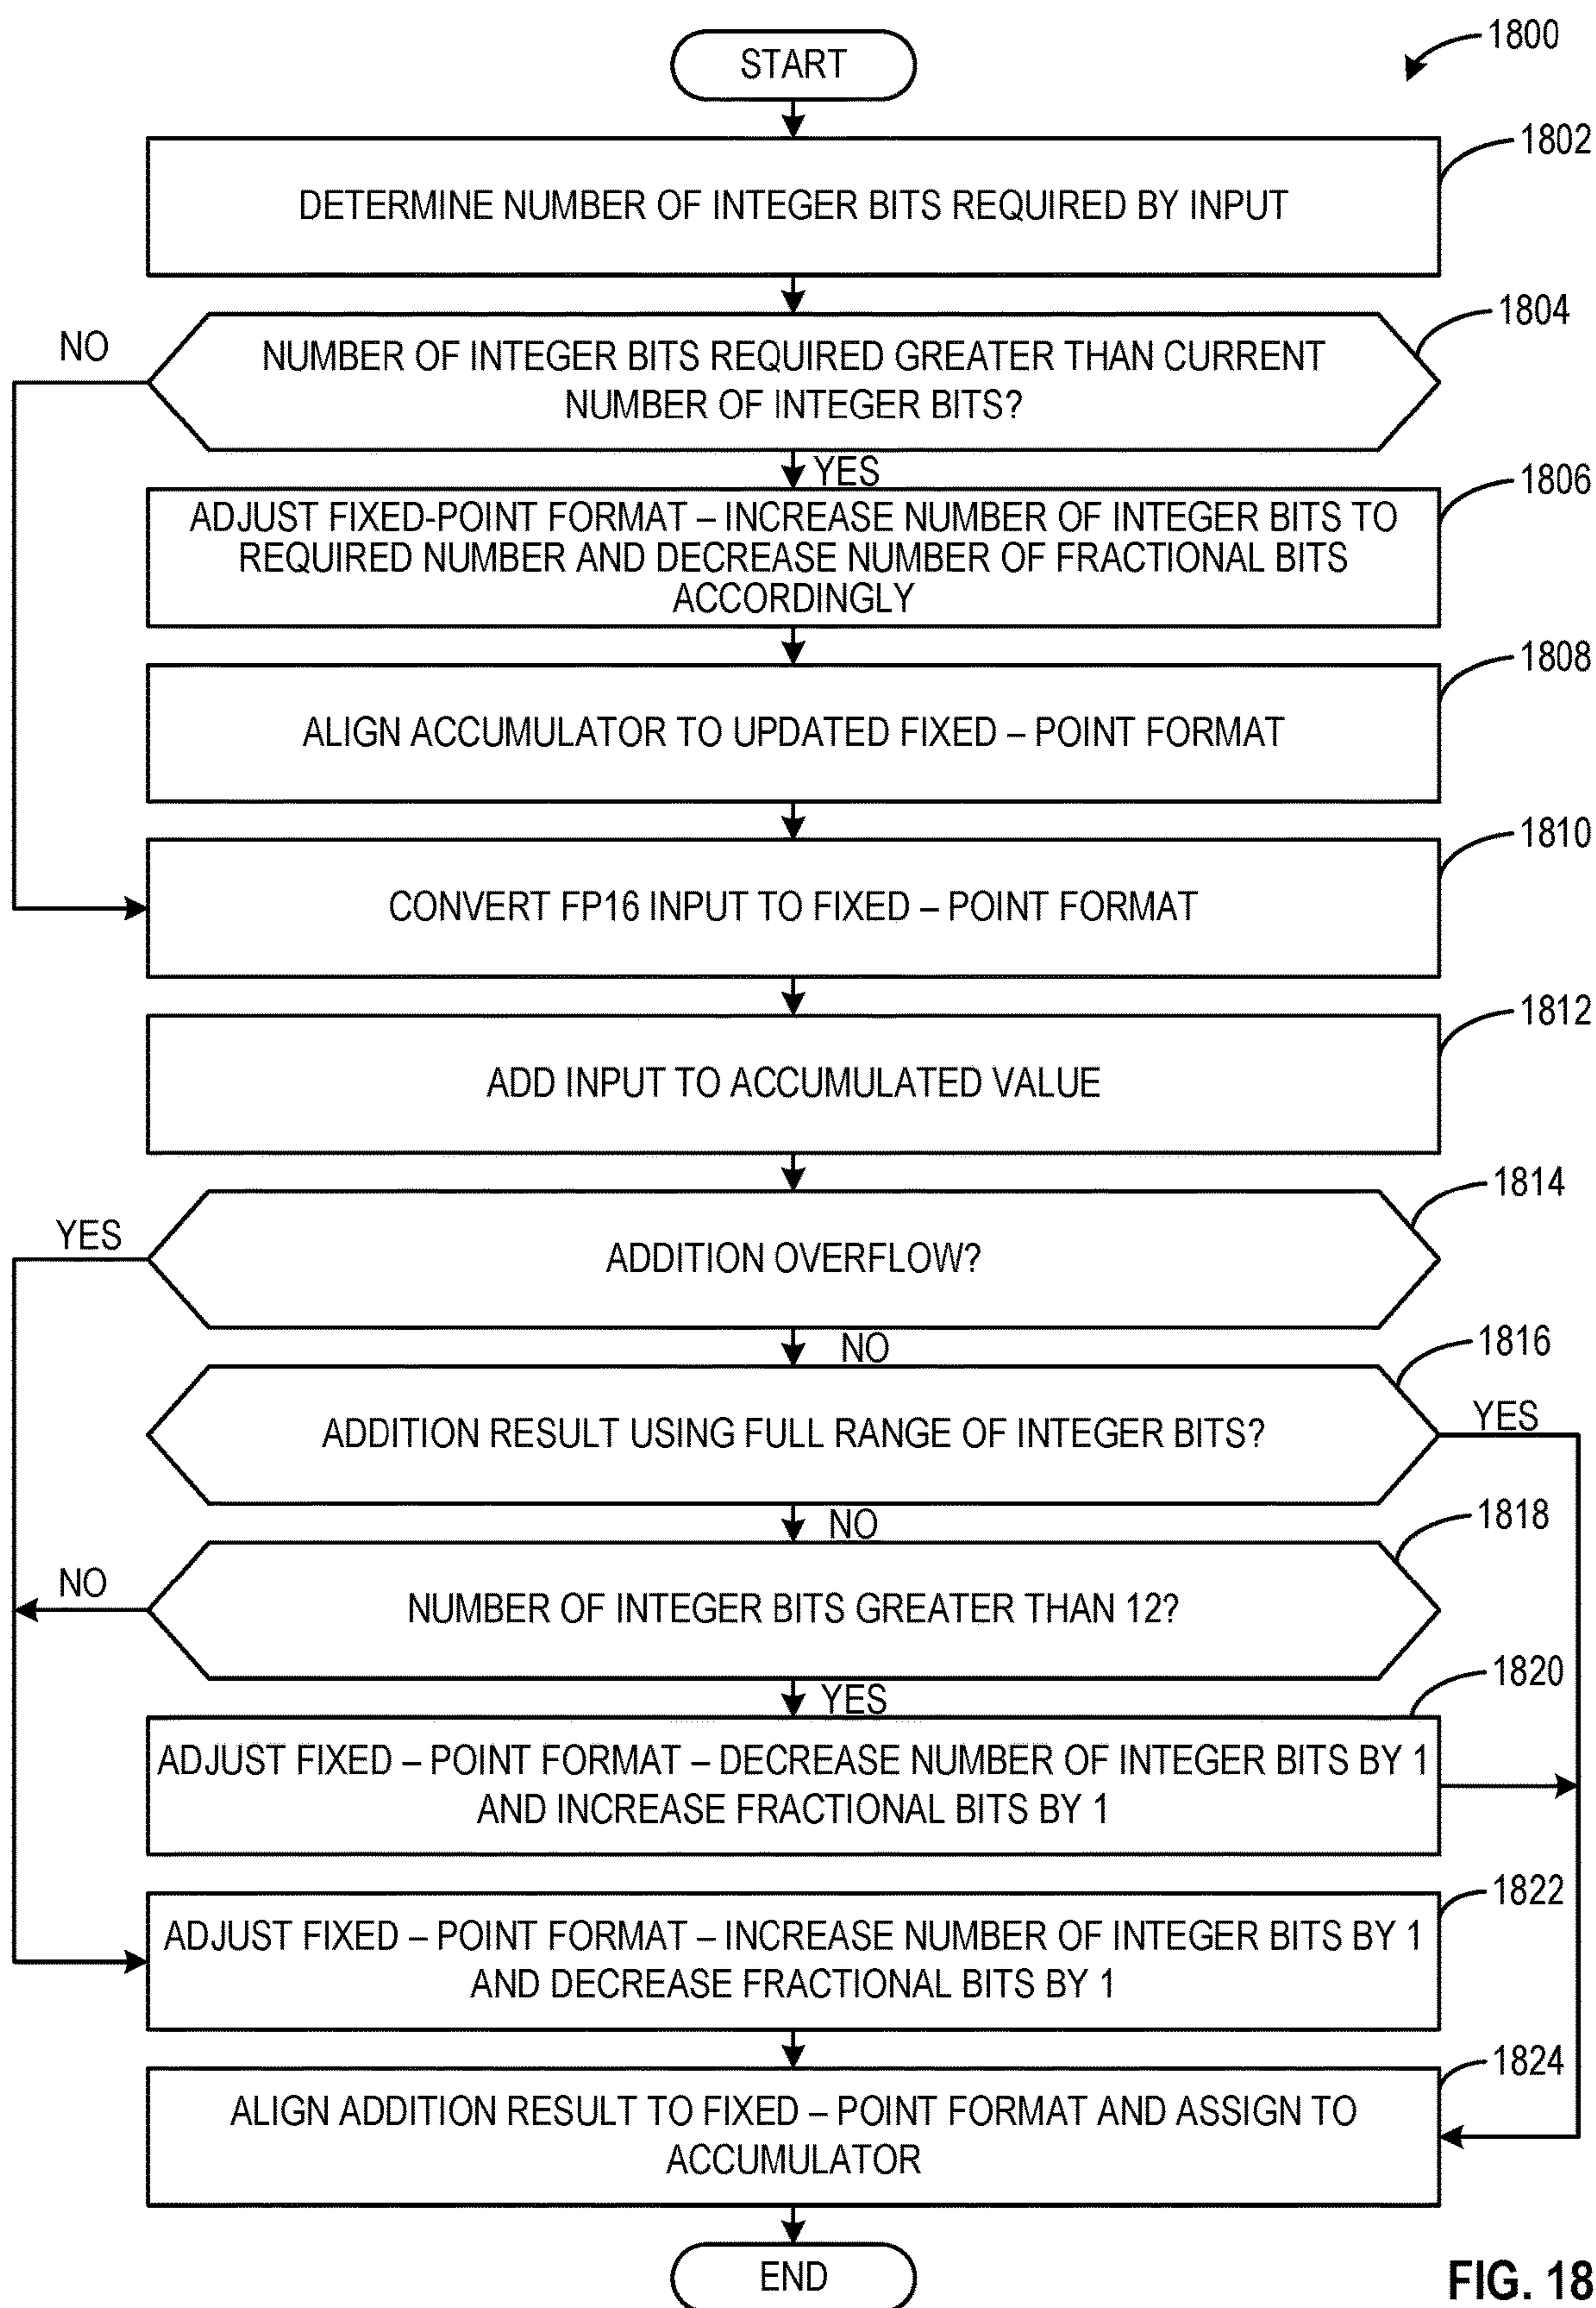 START
1800
1802
DETERMINE NUMBER OF INTEGER BITS REQUIRED BY INPUT
1804
NO
NUMBER OF INTEGER BITS REQUIRED GREATER THAN CURRENT
NUMBER OF INTEGER BITS?
YES
1806
ADJUST FIXED-POINT FORMAT – INCREASE NUMBER OF INTEGER BITS TO
REQUIRED NUMBER AND DECREASE NUMBER OF FRACTIONAL BITS
ACCORDINGLY
1808
ALIGN ACCUMULATOR TO UPDATED FIXED – POINT FORMAT
1810
CONVERT FP16 INPUT TO FIXED – POINT FORMAT
1812
ADD INPUT TO ACCUMULATED VALUE
1814
YES
ADDITION OVERFLOW?
NO
1816
ADDITION RESULT USING FULL RANGE OF INTEGER BITS?
YES
NO
1818
NO
NUMBER OF INTEGER BITS GREATER THAN 12?
YES
1820
ADJUST FIXED – POINT FORMAT – DECREASE NUMBER OF INTEGER BITS BY 1
AND INCREASE FRACTIONAL BITS BY 1
1822
ADJUST FIXED – POINT FORMAT – INCREASE NUMBER OF INTEGER BITS BY 1
AND DECREASE FRACTIONAL BITS BY 1
1824
ALIGN ADDITION RESULT TO FIXED – POINT FORMAT AND ASSIGN TO
ACCUMULATOR
END
FIG. 18